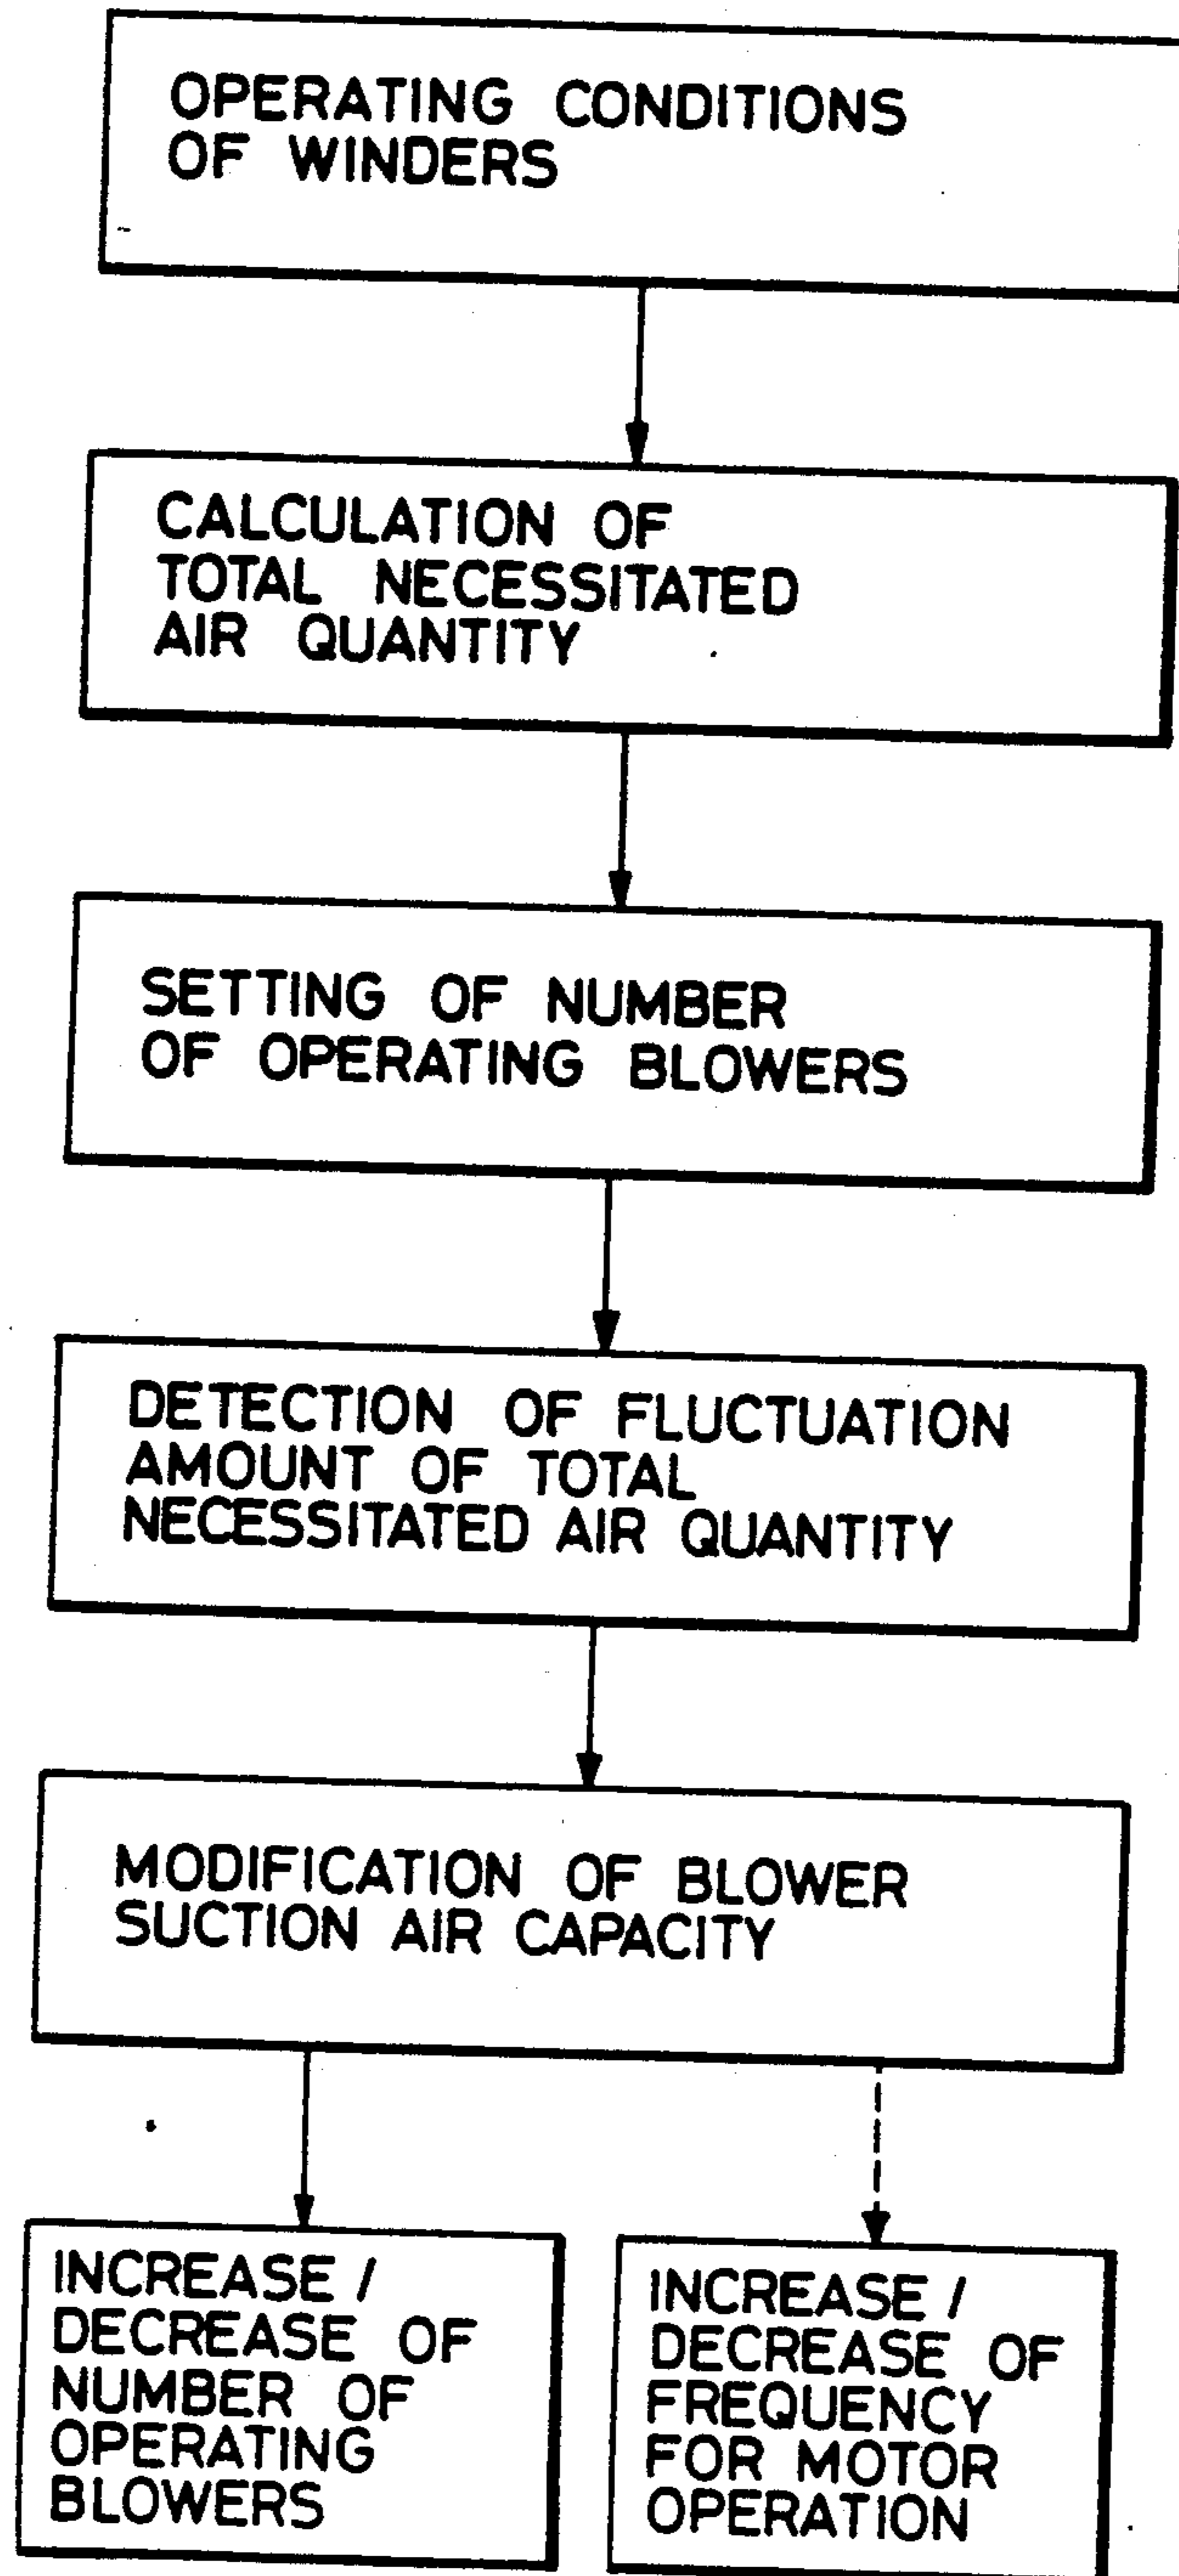 OPERATING CONDITIONS
OF WINDERS
CALCULATION OF
TOTAL NECESSITATED
AIR QUANTITY
SETTING OF NUMBER
OF OPERATING BLOWERS
DETECTION OF FLUCTUATION
AMOUNT OF TOTAL
NECESSITATED AIR QUANTITY
MODIFICATION OF BLOWER
SUCTION AIR CAPACITY
INCREASE /
DECREASE OF
NUMBER OF
OPERATING
BLOWERS
INCREASE /
DECREASE OF
FREQUENCY
FOR MOTOR
OPERATION